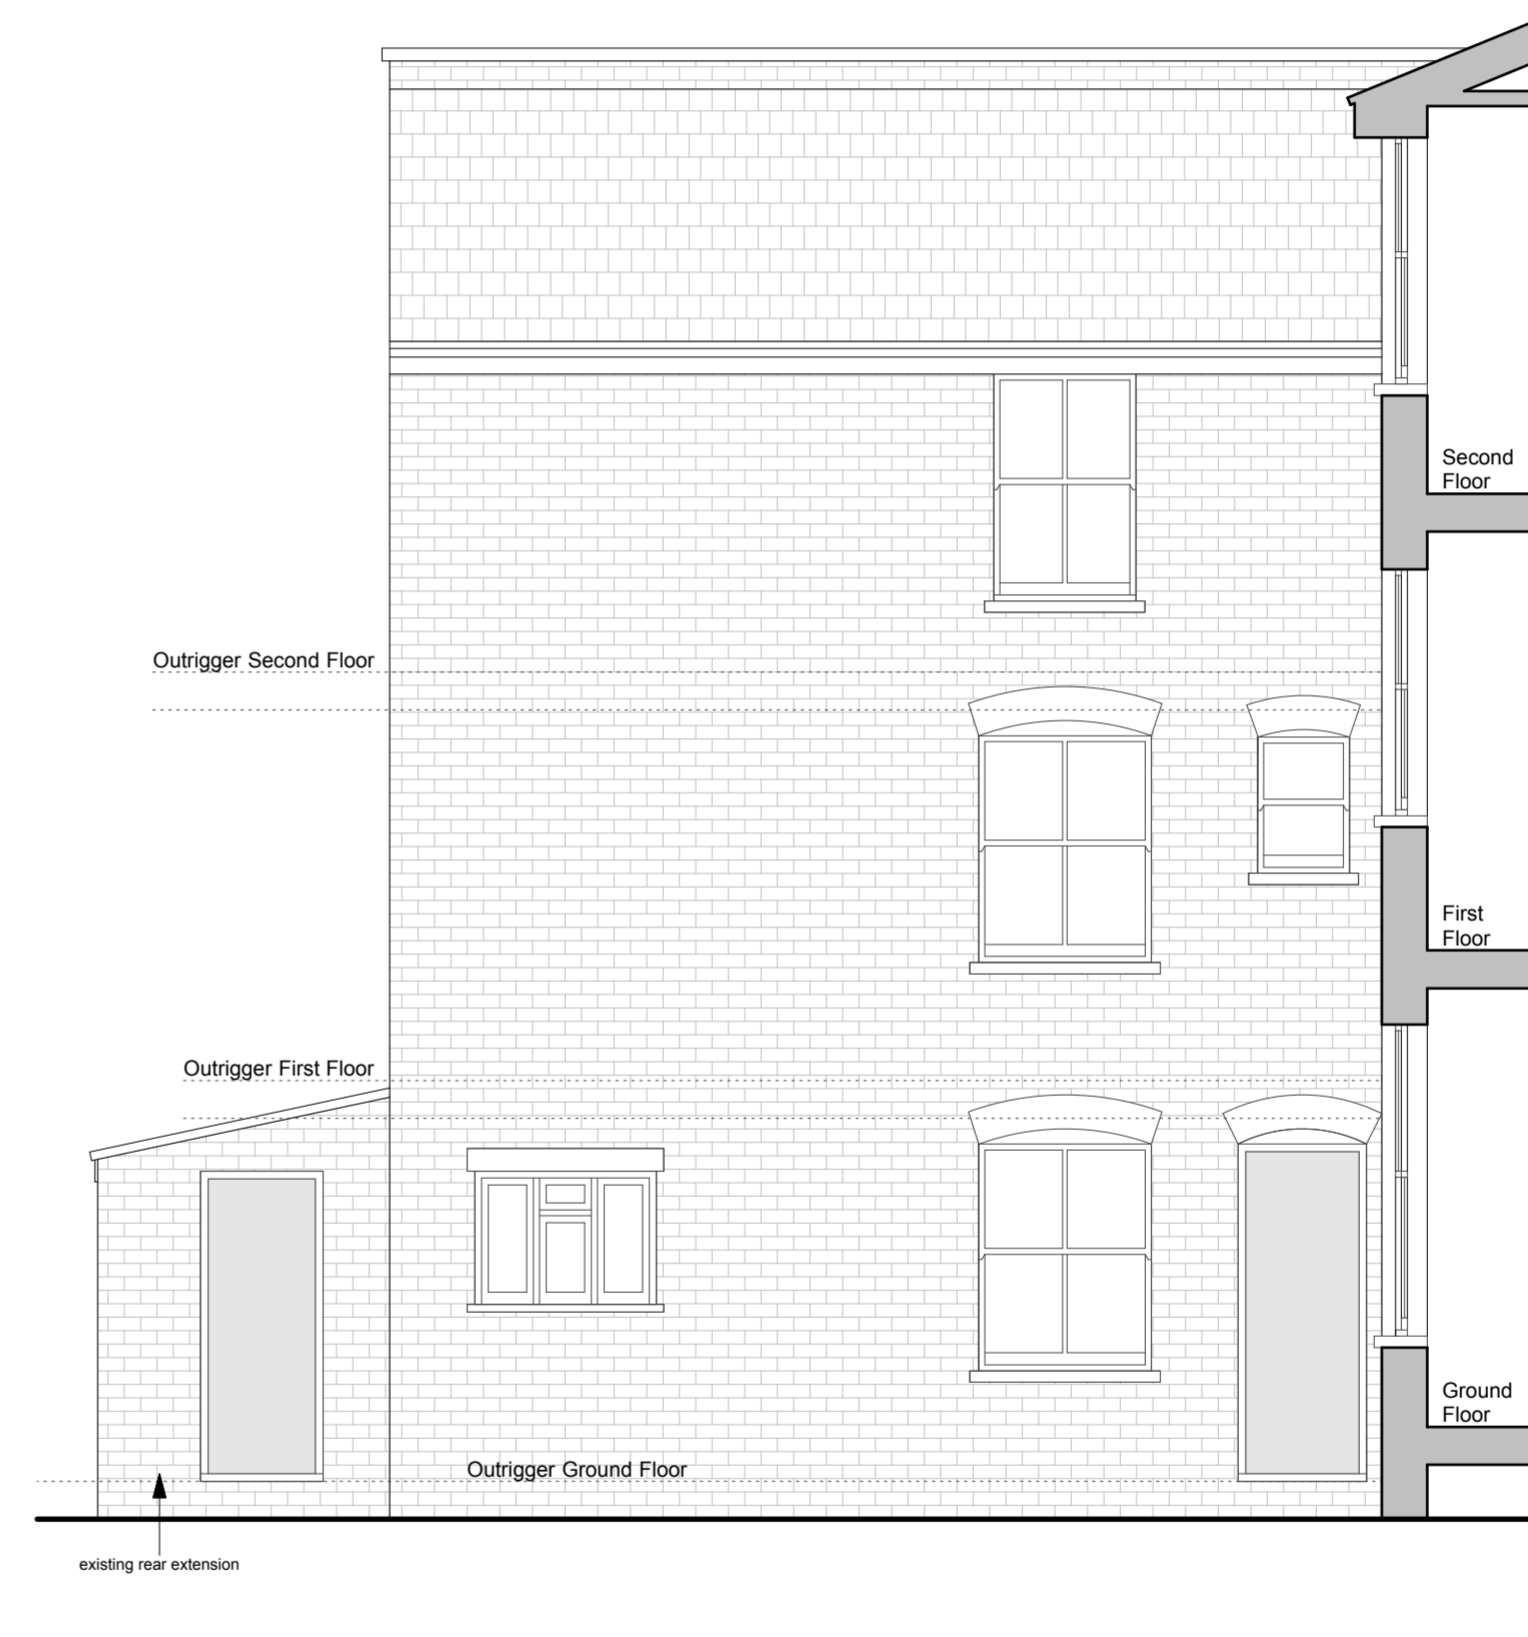 Second
Floor
Outrigger Second Floor
First
Floor
Outrigger First Floor
Ground
Floor
Outrigger Ground Floor
existing rear extension